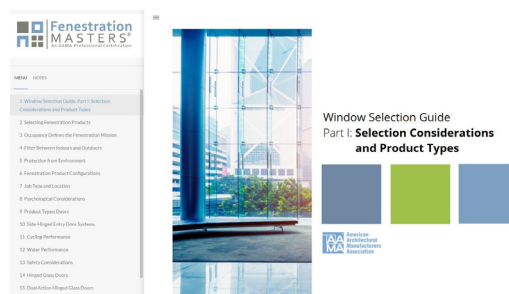 Fenestration
MASTERS®
An AAMA Professional Certification
MENU NOTES
1 Window Selection Guide, Part I: Selection
Considerations and Product Types
2 Selecting Fenestration Products
3 Occupancy Defines the Fenestration Mission
4 Filter Between Indoors and Outdoors
5 Protection from Environment
6 Fenestration Product Configurations
7 Job Type and Location
8 Psychological Considerations
9 Product Types: Doors
10 Side-Hinged Entry Door Systems
11 Cycling Performance
12 Water Performance
13 Safety Considerations
14 Hinged Glass Doors
15 Dual Action Hinged Glass Doors
Window Selection Guide
Part I: Selection Considerations
and Product Types
AAMA
American
Architectural
Manufacturers
Association